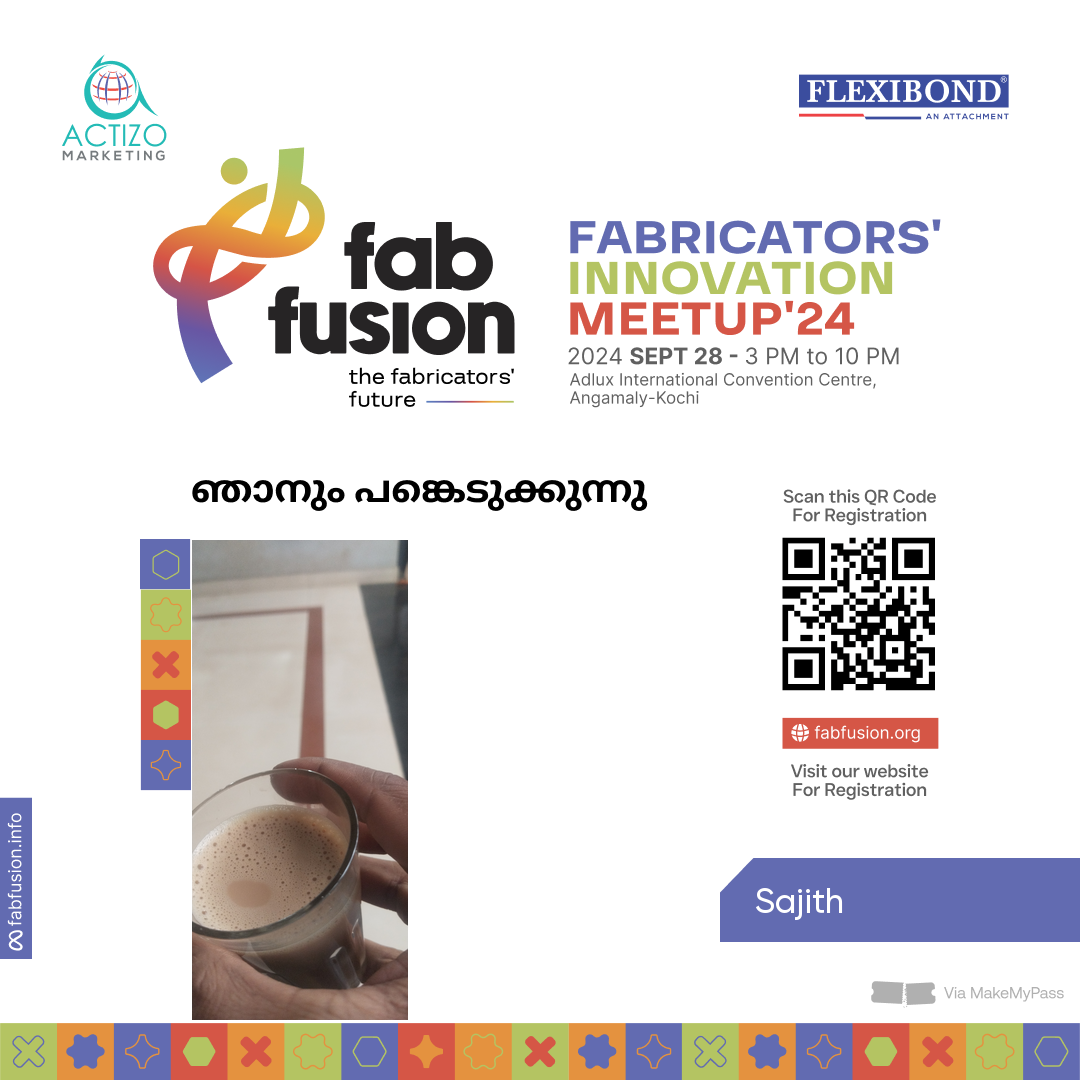 ACTIZO
MARKETING
FLEXIBOND®
AN ATTACHMENT
fab
fusion
the fabricators'
future
FABRICATORS'
INNOVATION
MEETUP'24
2024 SEPT 28 - 3 PM to 10 PM
Adlux International Convention Centre,
Angamaly-Kochi
ഞാനും പങ്കെടുക്കുന്നു
Scan this QR Code
For Registration
fabfusion.org
Visit our website
For Registration
fabfusion.info
Sajith
Via MakeMyPass